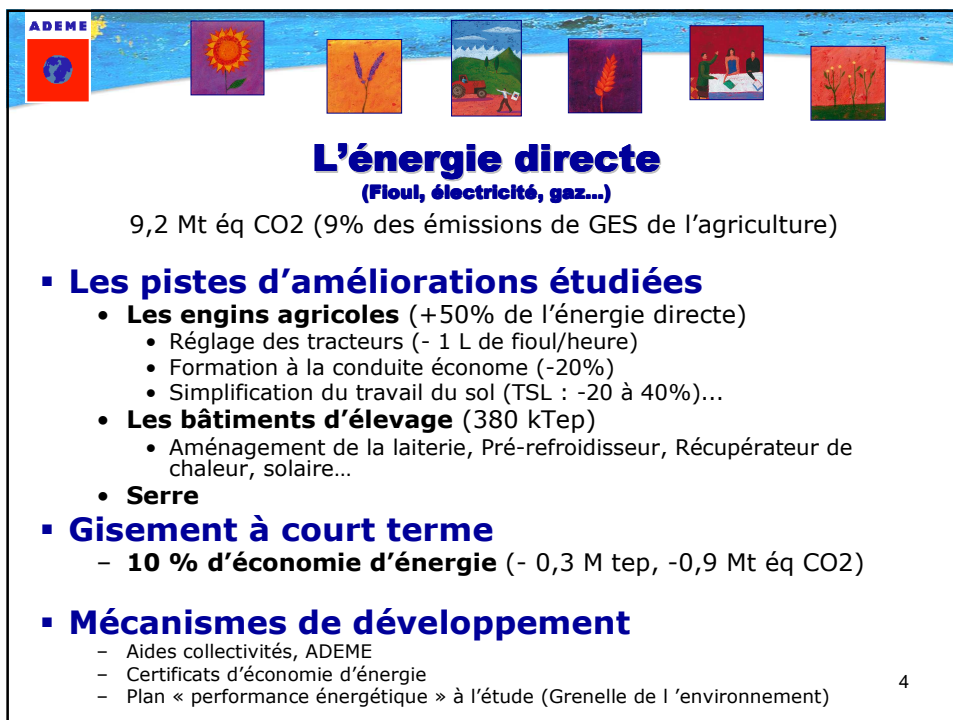 ADEME
L’énergie directe
(Fioul, électricité, gaz...)
9,2 Mt éq CO2 (9% des émissions de GES de l’agriculture)
▪ Les pistes d’améliorations étudiées
• Les engins agricoles (+50% de l’énergie directe)
• Réglage des tracteurs (- 1 L de fioul/heure)
• Formation à la conduite économe (-20%)
• Simplification du travail du sol (TSL : -20 à 40%)...
• Les bâtiments d’élevage (380 kTep)
• Aménagement de la laiterie, Pré-refroidisseur, Récupérateur de
chaleur, solaire…
• Serre
▪ Gisement à court terme
– 10 % d’économie d’énergie (- 0,3 M tep, -0,9 Mt éq CO2)
▪ Mécanismes de développement
– Aides collectivités, ADEME
– Certificats d’économie d’énergie
– Plan « performance énergétique » à l’étude (Grenelle de l ’environnement)
4